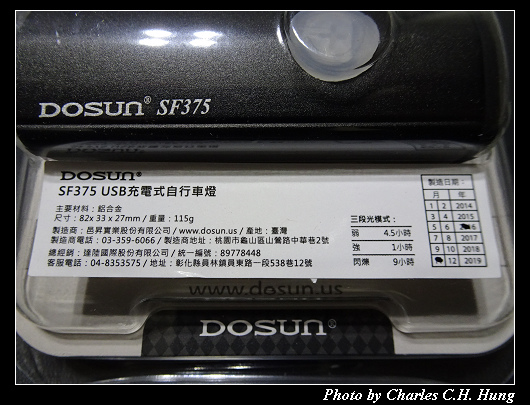 DOSUN® SF375
DOSUN®
SF375 USB充電式自行車燈
主要材料：鋁合金
尺寸：82x 33 x 27mm / 重量：115g
製造商：邑昇實業股份有限公司 / www.dosun.us / 產地：臺灣
製造商電話：03-359-6066 / 製造商地址：桃園市龜山區山鶯路中華巷2號
總經銷：達陸國際股份有限公司 / 統一編號：89778448
客服電話：04-8353575 / 地址：彰化縣員林鎮員東路一段538巷12號
三段光模式：
弱 4.5小時
強 1小時
閃爍 9小時
製造日期：
月 年
1 2 2014
3 4 2015
5 6
7 8 2017
9 10 2018
12 2019
www.dosun.us
DOSUN®
Photo by Charles C.H. Hung